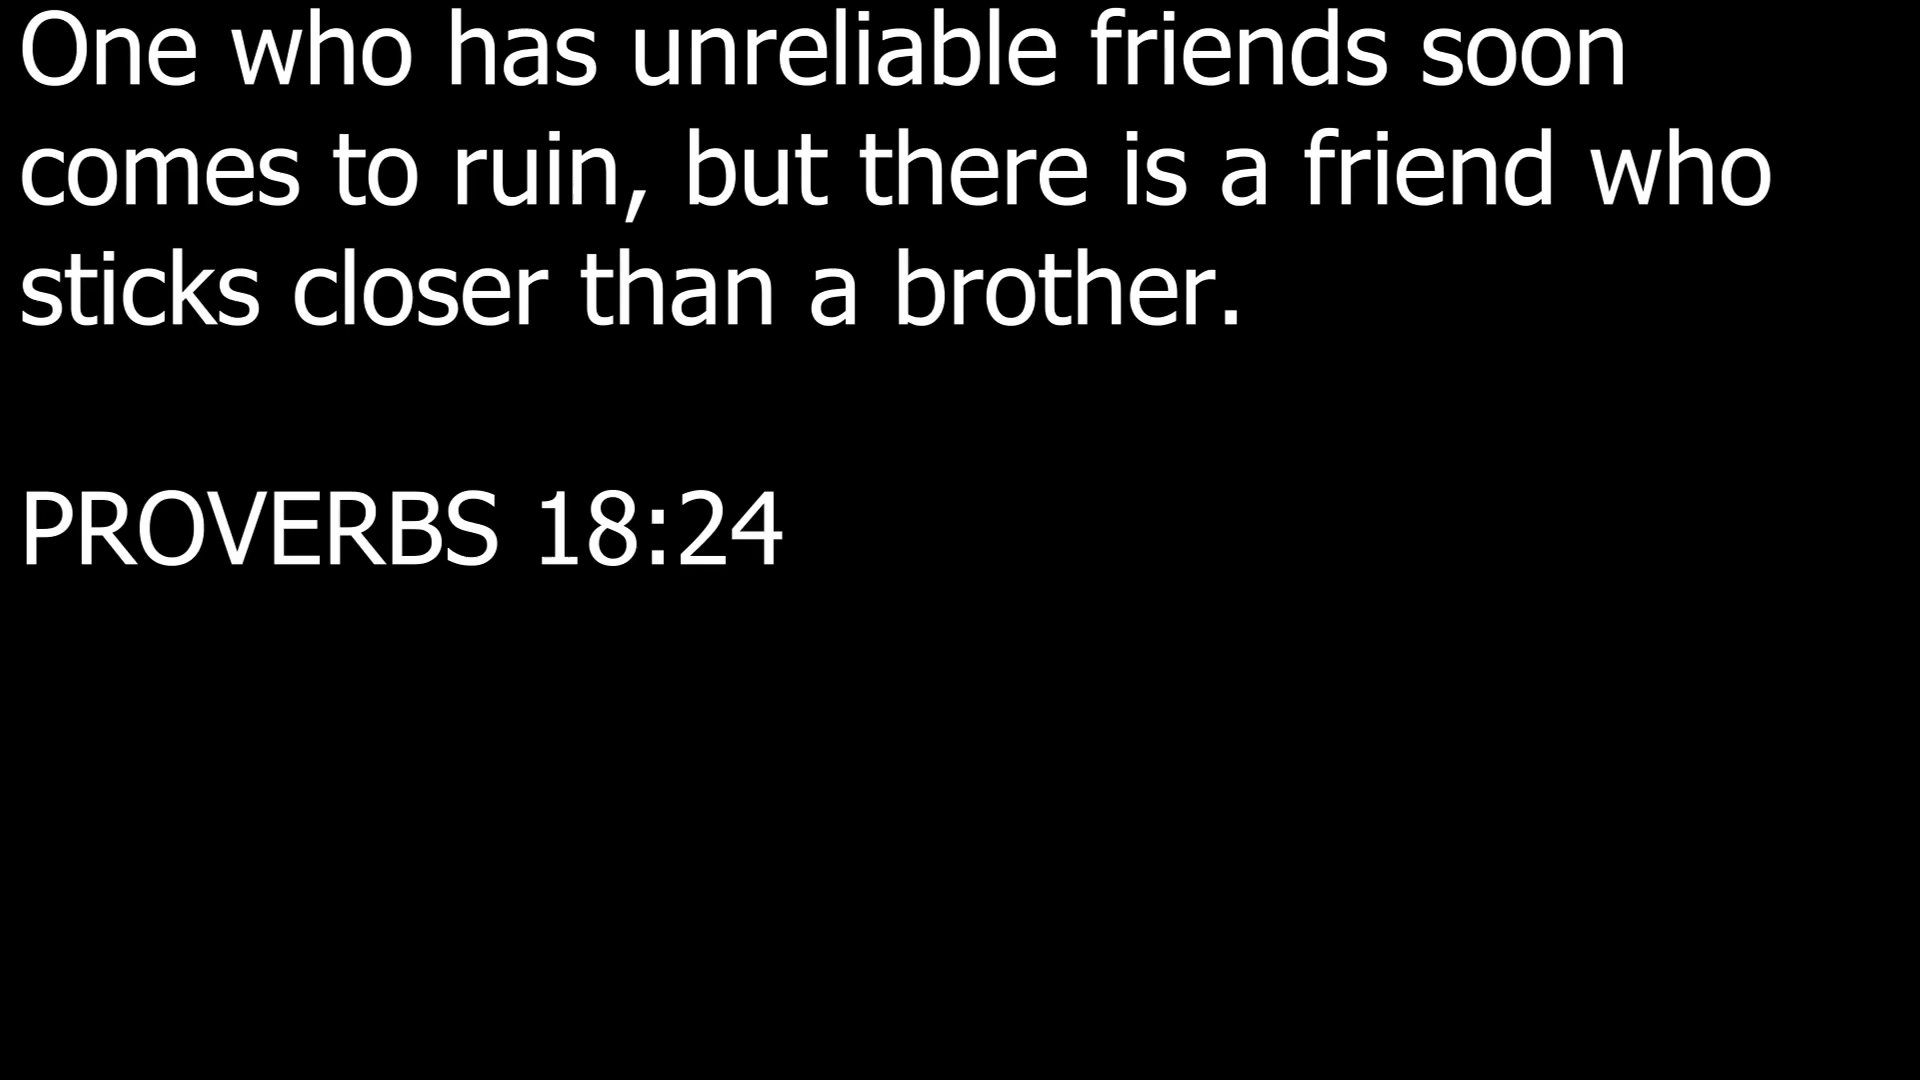 One who has unreliable friends soon
comes to ruin, but there is a friend who
sticks closer than a brother.
PROVERBS 18:24